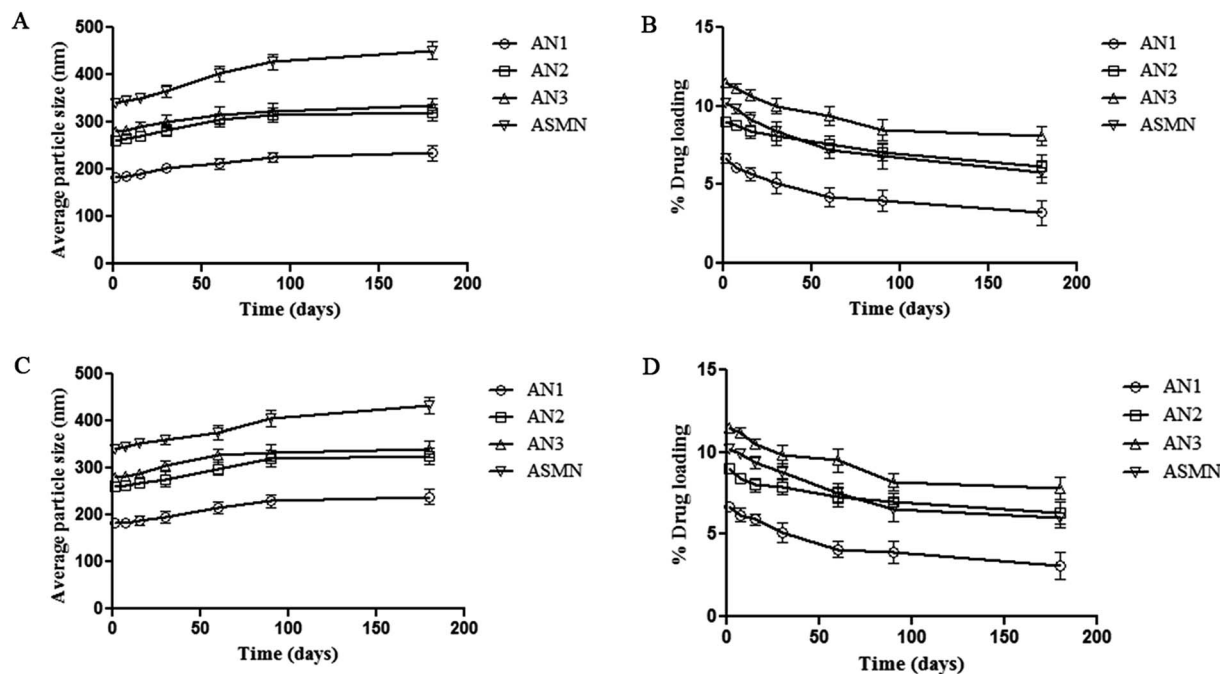 A
Average particle size (nm)
500
400
300
200
100
0
0 50 100 150 200
Time (days)
AN1
AN2
AN3
ASMN
B
% Drug loading
15
10
5
0
0 50 100 150 200
Time (days)
AN1
AN2
AN3
ASMN
C
Average particle size (nm)
500
400
300
200
100
0
0 50 100 150 200
Time (days)
AN1
AN2
AN3
ASMN
D
% Drug loading
15
10
5
0
0 50 100 150 200
Time (days)
AN1
AN2
AN3
ASMN